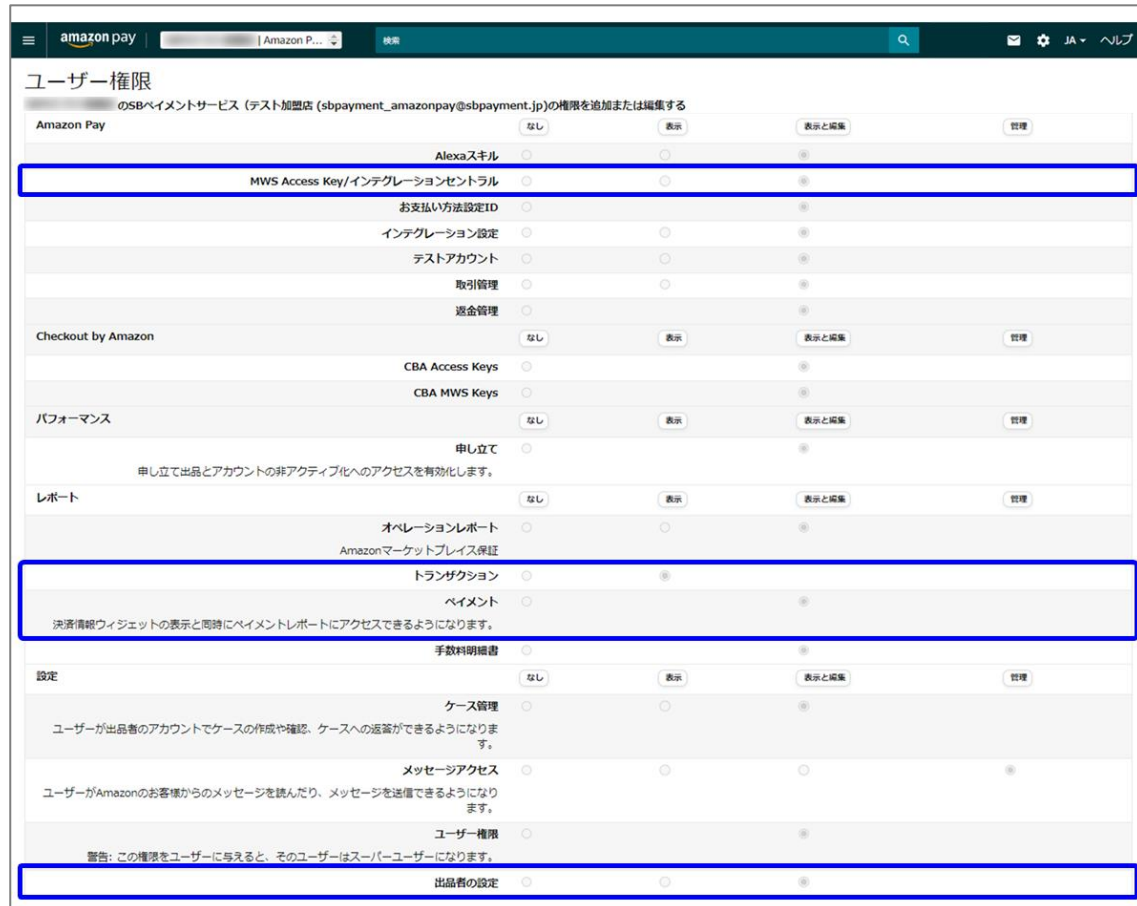 amazon pay
| Amazon P...
検索
JA
ヘルプ
ユーザー権限
のSBペイメントサービス（テスト加盟店 (sbpayment_amazonpay@sbpayment.jp)の権限を追加または編集する
Amazon Pay なし 表示 表示と編集 管理
Alexaスキル
MWS Access Key/インテグレーションセントラル
お支払い方法設定ID
インテグレーション設定
テストアカウント
取引管理
返金管理
Checkout by Amazon なし 表示 表示と編集 管理
CBA Access Keys
CBA MWS Keys
パフォーマンス なし 表示 表示と編集 管理
申し立て
申し立て出品とアカウントの非アクティブ化へのアクセスを有効化します。
レポート なし 表示 表示と編集 管理
オペレーションレポート
Amazonマーケットプレイス保証
トランザクション
ペイメント
決済情報ウィジェットの表示と同時にペイメントレポートにアクセスできるようになります。
手数料明細書
設定 なし 表示 表示と編集 管理
ケース管理
ユーザーが出品者のアカウントでケースの作成や確認、ケースへの返答ができるようになりま
す。
メッセージアクセス
ユーザーがAmazonのお客様からのメッセージを読んだり、メッセージを送信できるようになり
ます。
ユーザー権限
警告: この権限をユーザーに与えると、そのユーザーはスーパーユーザーになります。
出品者の設定